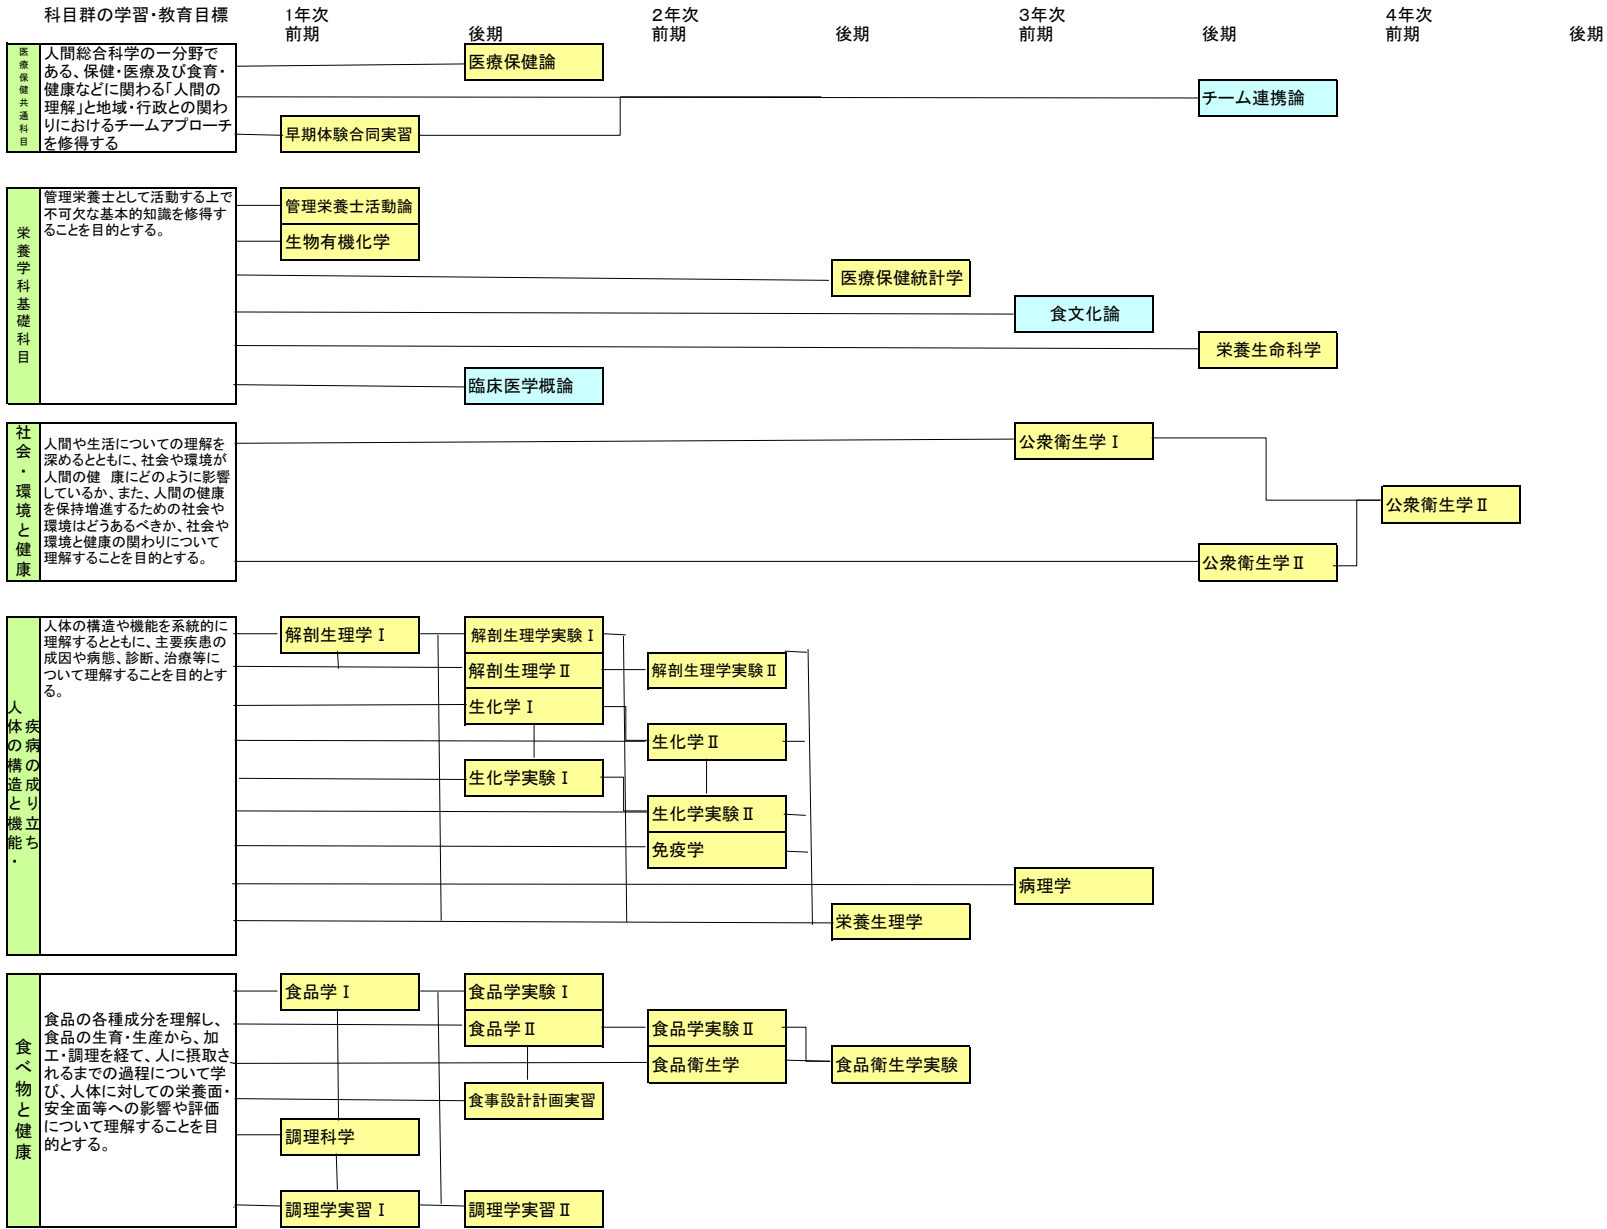 科目群の学習・教育目標
1年次
2年次
3年次
4年次
前期
後期
前期
後期
前期
後期
前期
後期
医療保健共通科目
人間総合科学の一分野で
ある、保健・医療及び食育・
健康などに関わる「人間の
理解」と地域・行政との関わ
りにおけるチームアプローチ
を修得する
医療保健論
チーム連携論
早期体験合同実習
栄養学科基礎科目
管理栄養士として活動する上で
不可欠な基本的知識を修得す
ることを目的とする。
管理栄養士活動論
生物有機化学
医療保健統計学
食文化論
栄養生命科学
臨床医学概論
社会・環境と健康
人間や生活についての理解を
深めるとともに、社会や環境が
人間の健 康にどのように影響
しているか、また、人間の健康
を保持増進するための社会や
環境はどうあるべきか、社会や
環境と健康の関わりについて
理解することを目的とする。
公衆衛生学Ⅰ
公衆衛生学Ⅱ
公衆衛生学Ⅱ
人体の構造と機能・
疾病の成り立ち
人体の構造や機能を系統的に
理解するとともに、主要疾患の
成因や病態、診断、治療等に
ついて理解することを目的とす
る。
解剖生理学Ⅰ
解剖生理学実験Ⅰ
解剖生理学Ⅱ
解剖生理学実験Ⅱ
生化学Ⅰ
生化学Ⅱ
生化学実験Ⅰ
生化学実験Ⅱ
免疫学
病理学
栄養生理学
食べ物と健康
食品の各種成分を理解し、
食品の生育・生産から、加
工・調理を経て、人に摂取さ
れるまでの過程について学
び、人体に対しての栄養面・
安全面等への影響や評価
について理解することを目
的とする。
食品学Ⅰ
食品学実験Ⅰ
食品学Ⅱ
食品学実験Ⅱ
食品衛生学
食品衛生学実験
食事設計計画実習
調理科学
調理学実習Ⅰ
調理学実習Ⅱ